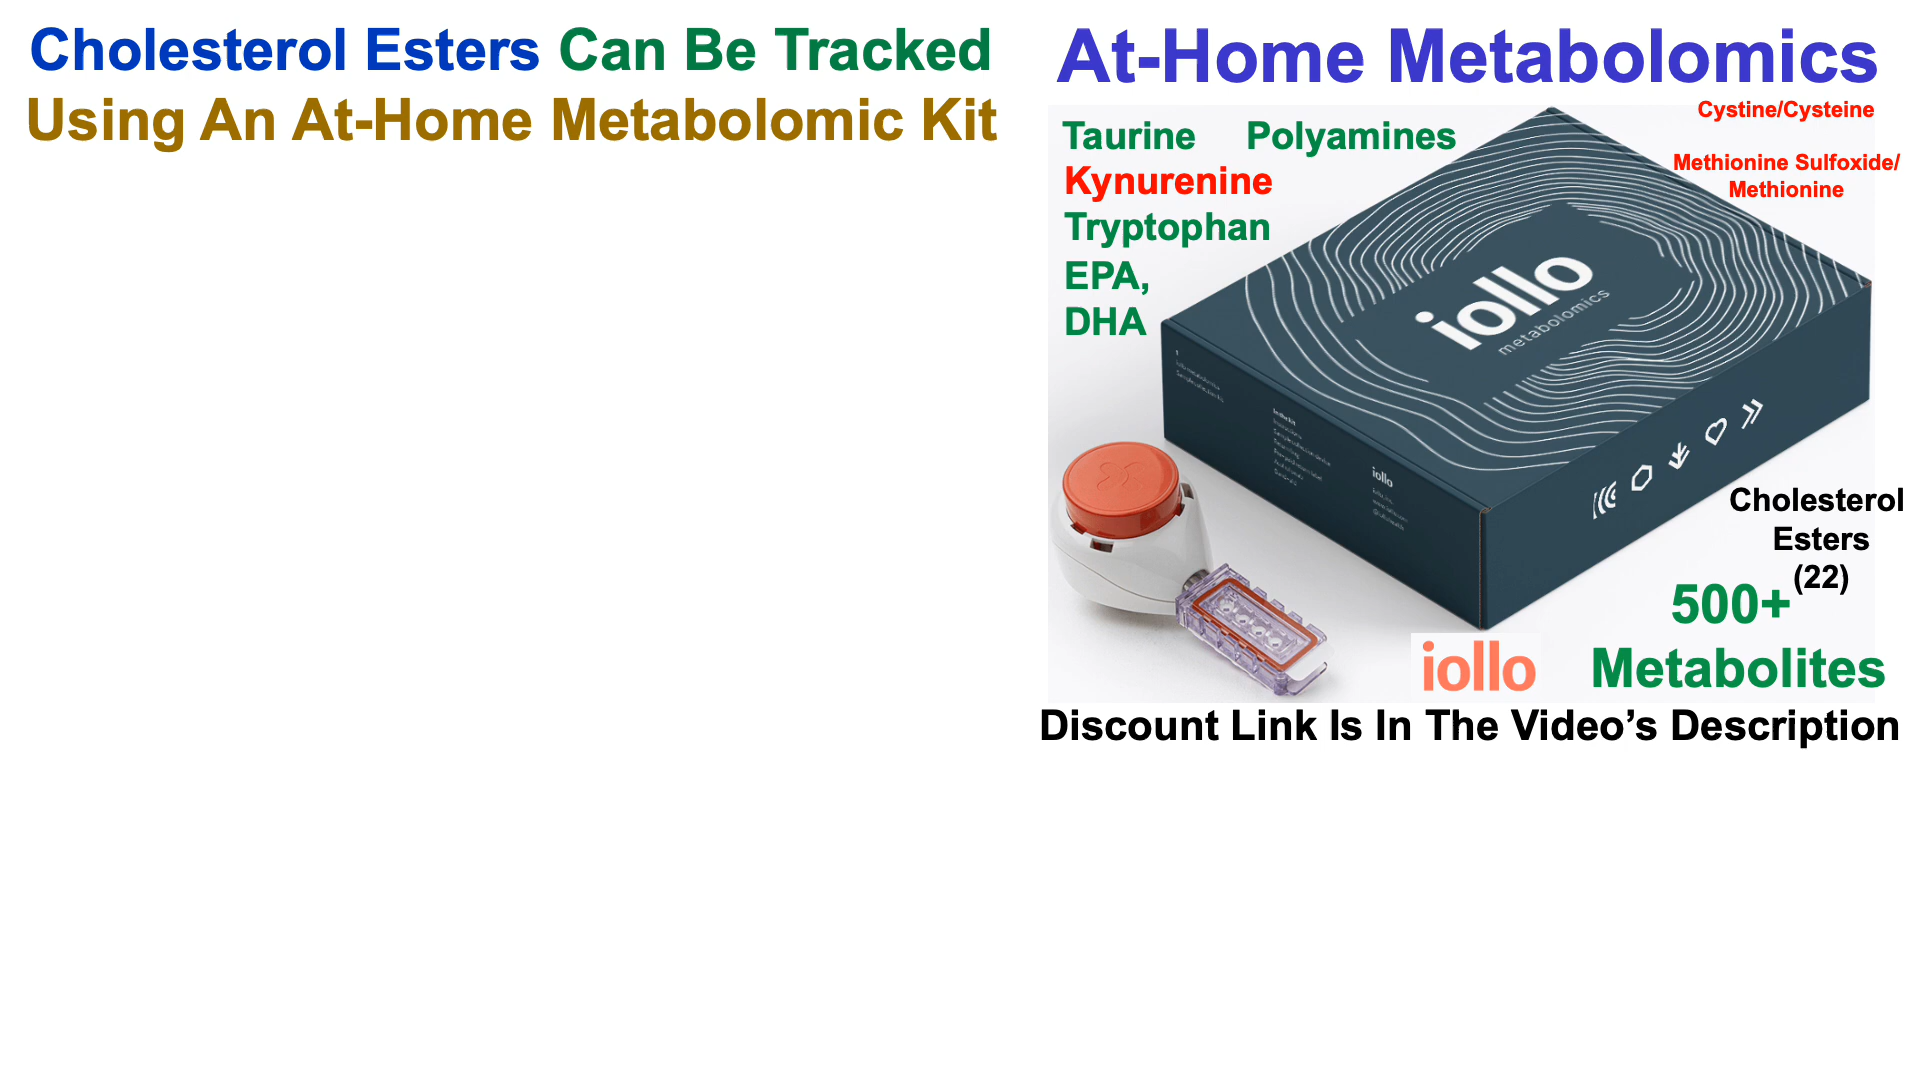 Cholesterol Esters Can Be Tracked
Using An At-Home Metabolomic Kit
At-Home Metabolomics
Cystine/Cysteine
Taurine Polyamines
Methionine Sulfoxide/
Methionine
Kynurenine
Tryptophan
EPA,
DHA
iollo
metabolomics
iollo
Cholesterol
Esters
(22)
500+
Metabolites
iollo
Discount Link Is In The Video’s Description